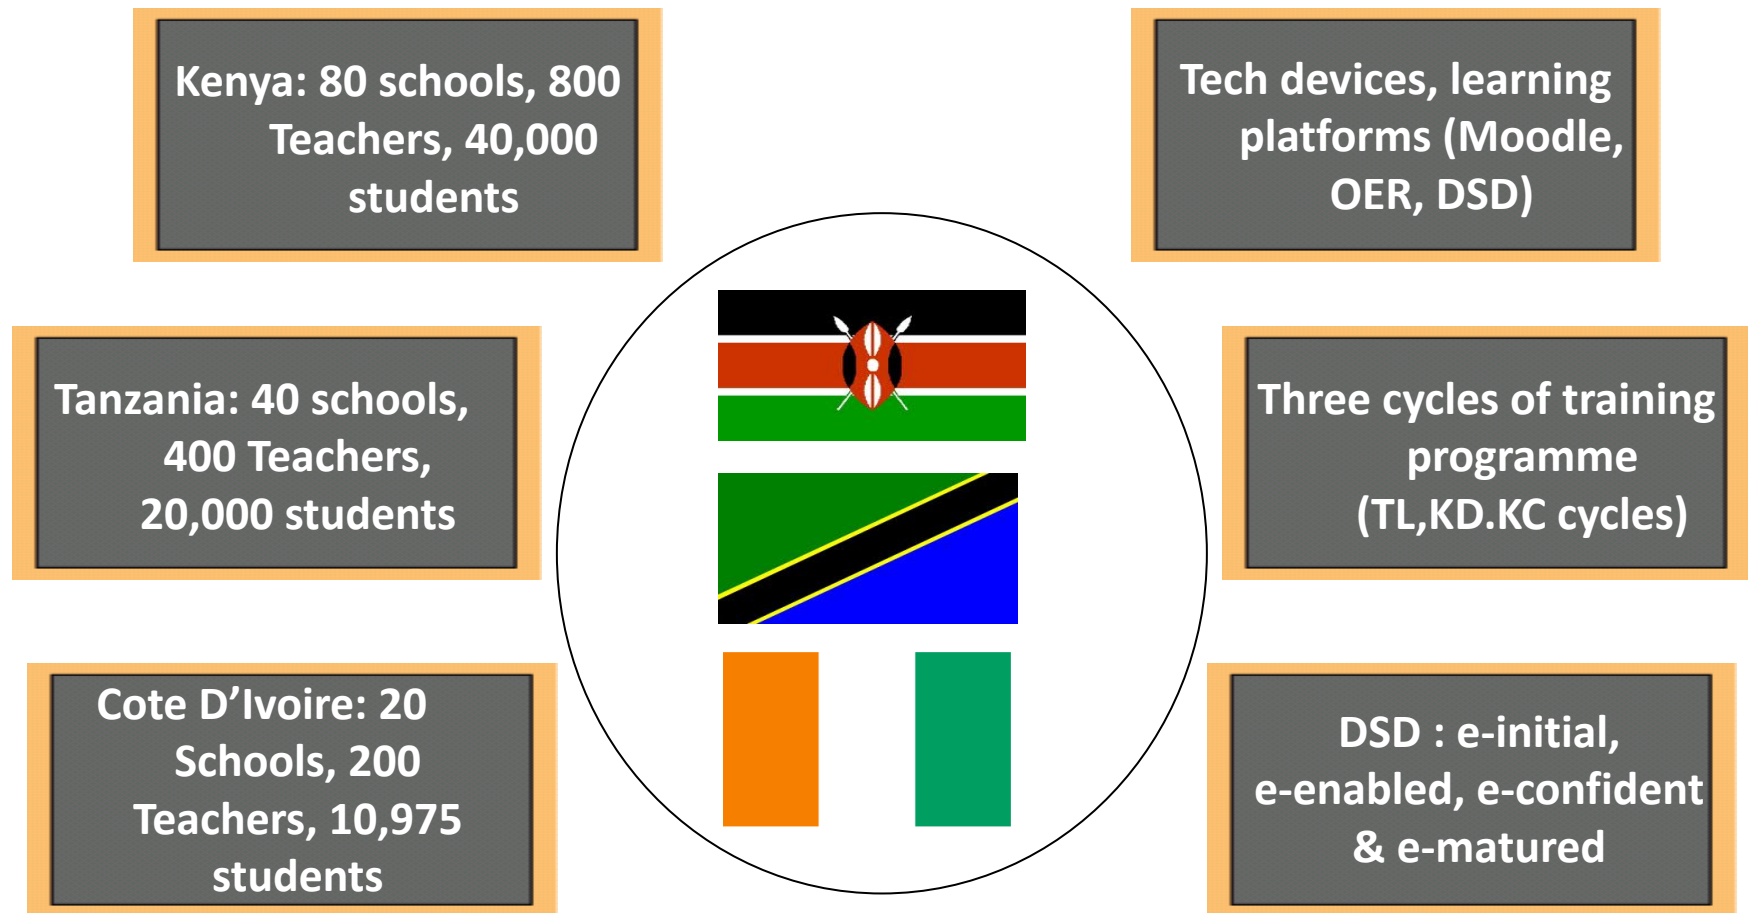 Kenya: 80 schools, 800
Teachers, 40,000
students
Tanzania: 40 schools,
400 Teachers,
20,000 students
Cote D’Ivoire: 20
Schools, 200
Teachers, 10,975
students
Tech devices, learning
platforms (Moodle,
OER, DSD)
Three cycles of training
programme
(TL,KD.KC cycles)
DSD : e-initial,
e-enabled, e-confident
& e-matured